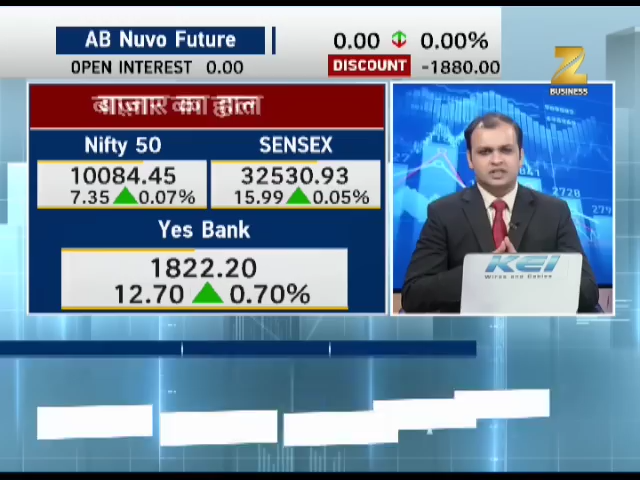 AB Nuvo Future
0.00 0.00%
OPEN INTEREST 0.00
DISCOUNT -1880.00
Z
BUSINESS
बाज़ार का हाल
Nifty 50
SENSEX
10084.45
7.35 0.07%
32530.93
15.99 0.05%
Yes Bank
1822.20
12.70 0.70%
2728
KEI
Wires and Cables